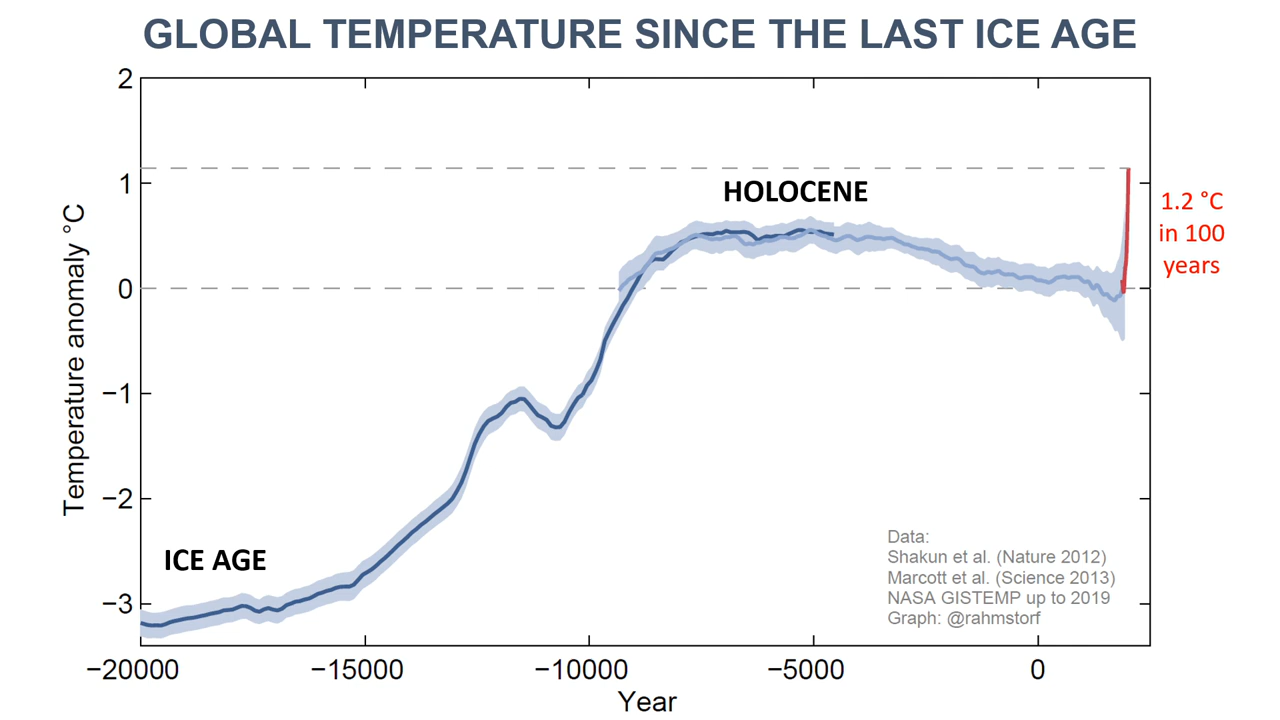 GLOBAL TEMPERATURE SINCE THE LAST ICE AGE
2
1
0
−1
−2
−3
Temperature anomaly °C
HOLOCENE
1.2 °C
in 100
years
ICE AGE
Data:
Shakun et al. (Nature 2012)
Marcott et al. (Science 2013)
NASA GISTEMP up to 2019
Graph: @rahmstorf
−20000 −15000 −10000 −5000 0
Year